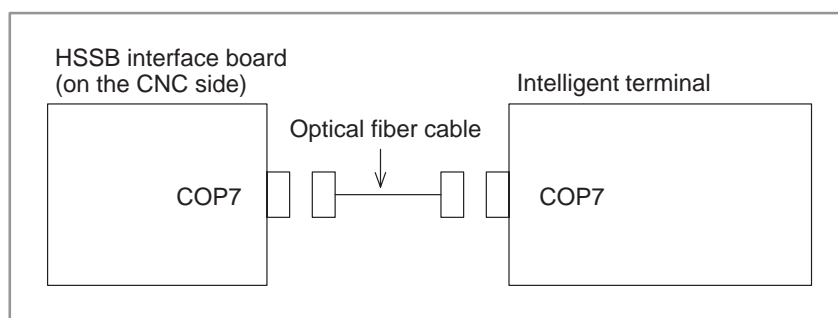 HSSB interface board
(on the CNC side)
Intelligent terminal
Optical fiber cable
COP7
COP7